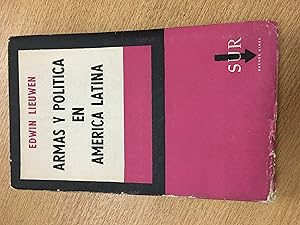 EDWIN LIEUWEN
ARMAS Y POLITICA
EN
AMERICA LATINA
SUR
BUENOS AIRES